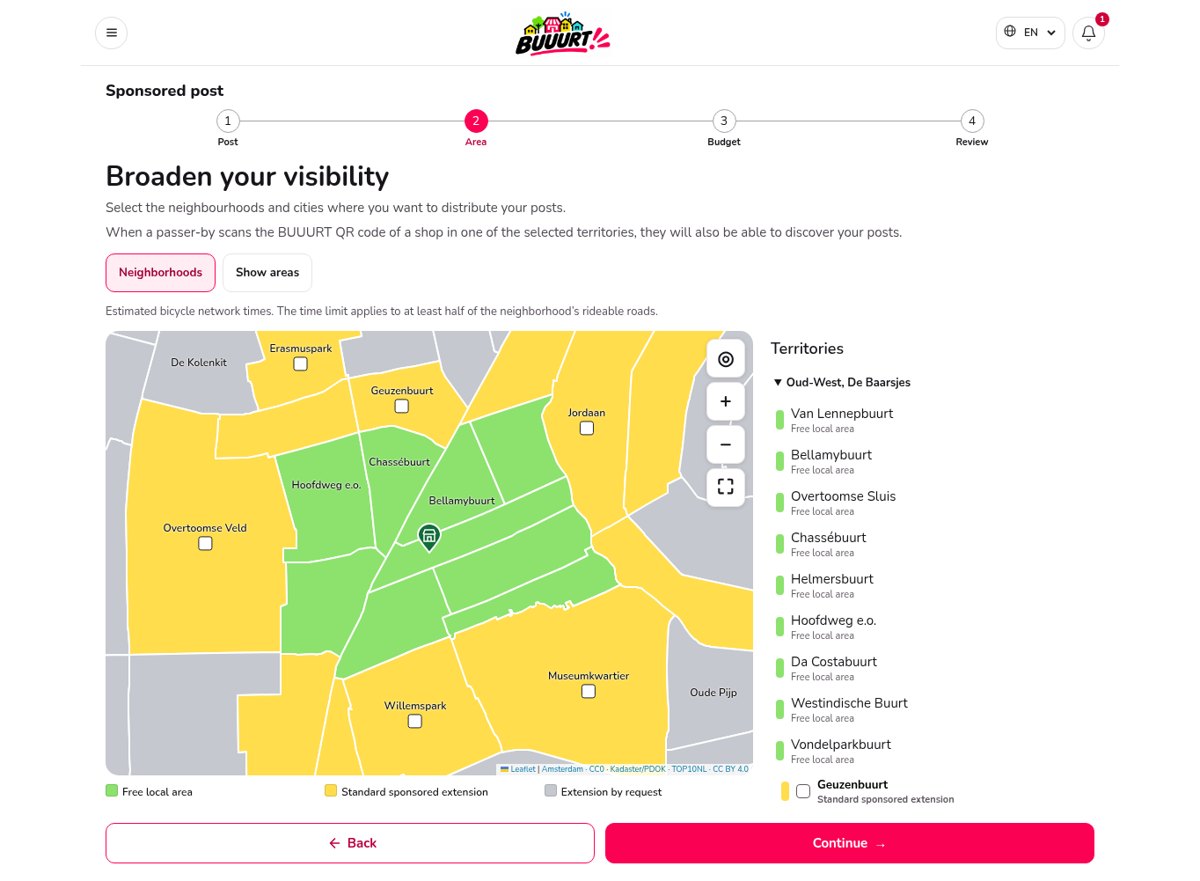 BUUURT!
EN
1
Sponsored post
1
2
3
4
Post
Area
Budget
Review
Broaden your visibility
Select the neighbourhoods and cities where you want to distribute your posts.
When a passer-by scans the BUUURT QR code of a shop in one of the selected territories, they will also be able to discover your posts.
Neighborhoods
Show areas
Estimated bicycle network times. The time limit applies to at least half of the neighborhood's rideable roads.
De Kolenkit
Erasmuspark
Geuzenbuurt
Jordaan
Chassébuurt
Hoofdweg e.o.
Bellamybuurt
Overtoomse Veld
Museumkwartier
Oude Pijp
Willemspark
+
−
Leaflet | Amsterdam · CC0 · Kadaster/PDOK · TOP10NL · CC BY 4.0
Free local area
Standard sponsored extension
Extension by request
Territories
▼ Oud-West, De Baarsjes
Van Lennepbuurt
Free local area
Bellamybuurt
Free local area
Overtoomse Sluis
Free local area
Chassébuurt
Free local area
Helmersbuurt
Free local area
Hoofdweg e.o.
Free local area
Da Costabuurt
Free local area
Westindische Buurt
Free local area
Vondelparkbuurt
Free local area
Geuzenbuurt
Standard sponsored extension
← Back
Continue →